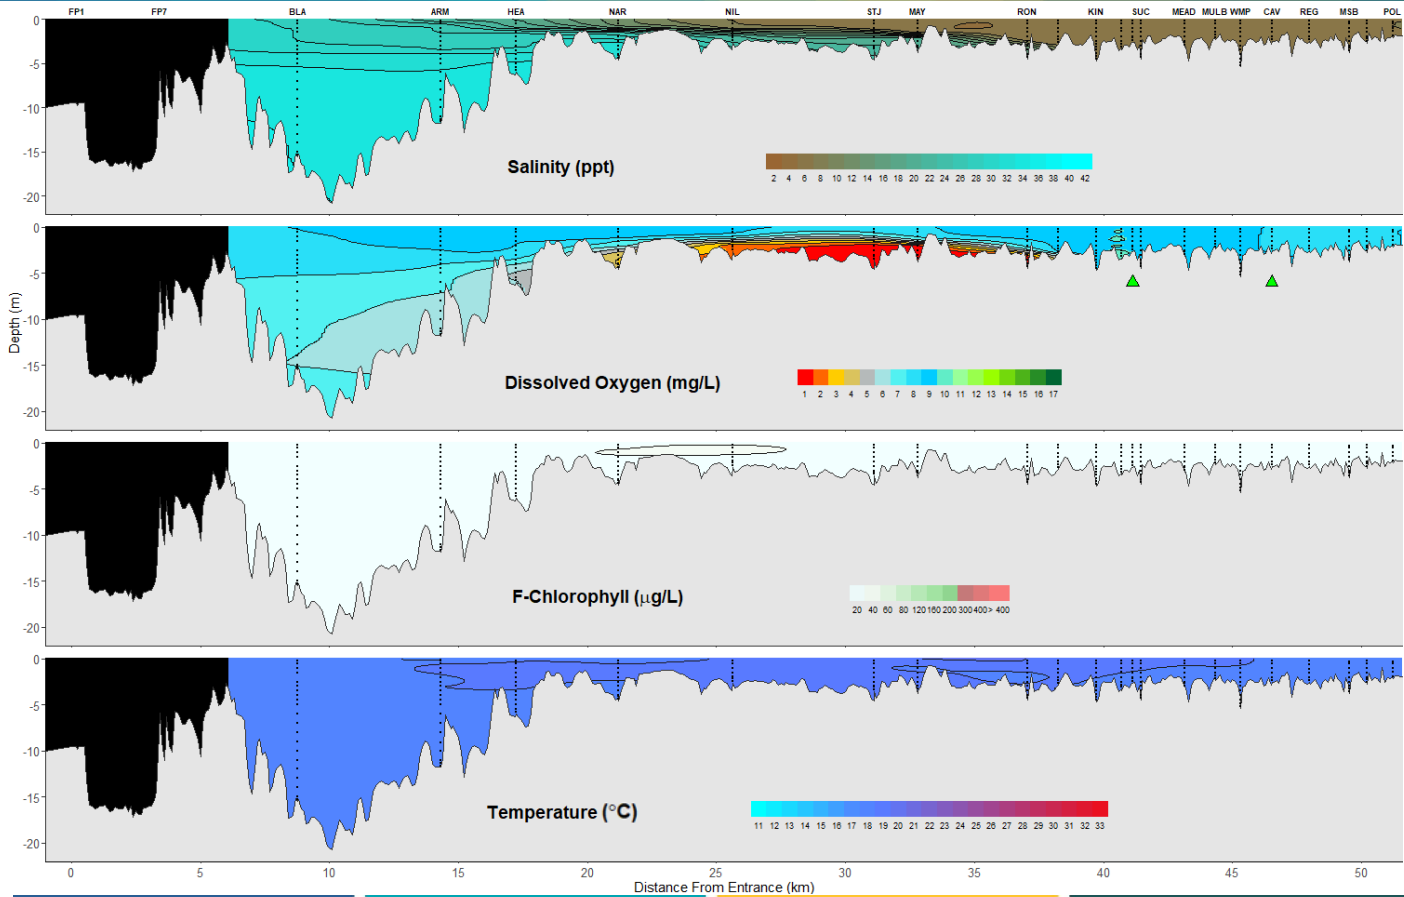 FP1 FP7 BLA ARM HEA NAR NIL STJ MAY RON KIN SUC MEAD MULB WMP CAV REG MSB POL
0
-5
-10
-15
-20
Salinity (ppt)
2 4 6 8 10 12 14 16 18 20 22 24 26 28 30 32 34 36 38 40 42
0
-5
-10
-15
-20
Dissolved Oxygen (mg/L)
1 2 3 4 5 6 7 8 9 10 11 12 13 14 15 16 17
Depth (m)
0
-5
-10
-15
-20
F-Chlorophyll (µg/L)
20 40 60 80 120 160 200 300 400 > 400
0
-5
-10
-15
-20
Temperature (°C)
11 12 13 14 15 16 17 18 19 20 21 22 23 24 25 26 27 28 29 30 31 32 33
0 5 10 15 20 25 30 35 40 45 50
Distance From Entrance (km)